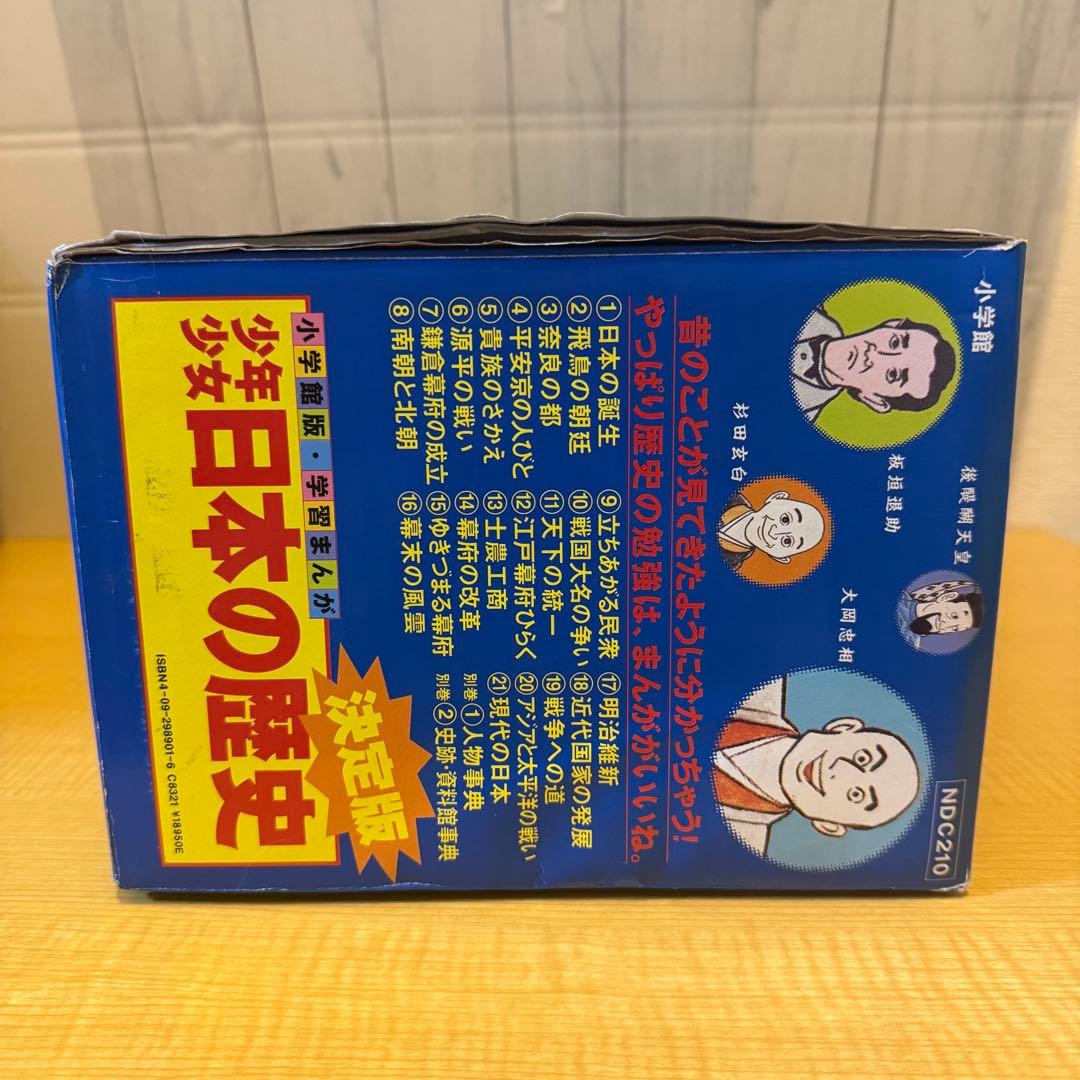 小学館
NDC210
後醍醐天皇
板垣退助
大岡忠相
杉田玄白
昔のことが見てきたように分かっちゃう!
やっぱり歴史の勉強は、まんががいいね。
①日本の誕生
②飛鳥の朝廷
③奈良の都
④平安京の人びと
⑤貴族のさかえ
⑥源平の戦い
⑦鎌倉幕府の成立
⑧南朝と北朝
⑨立ちあがる民衆
⑩戦国大名の争い
⑪天下の統一
⑫江戸幕府ひらく
⑬士農工商
⑭幕府の改革
⑮ゆきづまる幕府
⑯幕末の風雲
⑰明治維新
⑱近代国家の発展
⑲戦争への道
⑳アジアと太平洋の戦い
㉑現代の日本
別巻①人物事典
別巻②史跡・資料館事典
小学館版・学習まんが
少年少女日本の歴史
決定版
ISBN4-09-298901-6 C8321 ¥18950E